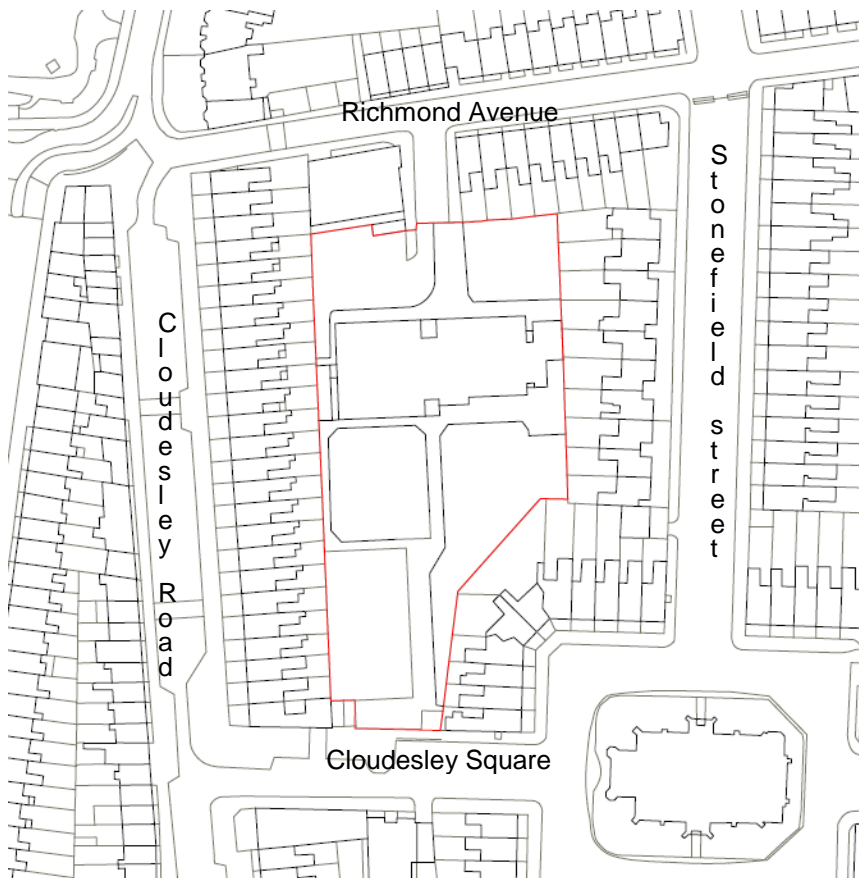 Richmond Avenue
Stonefield street
Cloudesley Road
Cloudesley Square